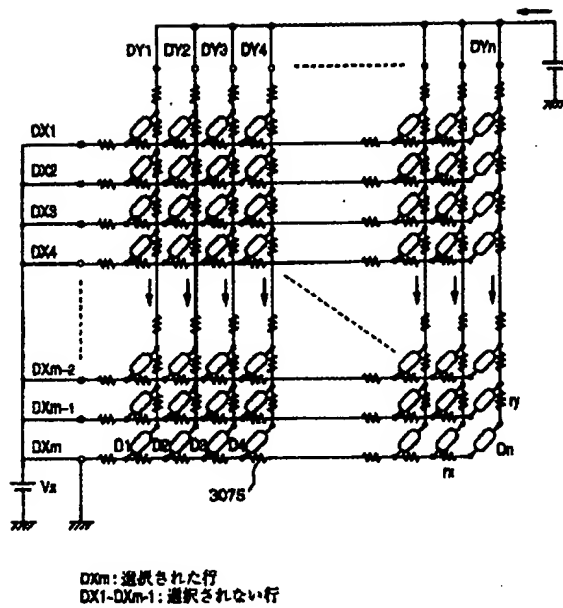 DY1 DY2 DY3 DY4 DYn
DX1
DX2
DX3
DX4
DXm-2
DXm-1
ry
DXm D1 D2 D3 D4 Dn
rx
3075
Vx
DXm:選択された行
DX1-DXm-1:選択されない行